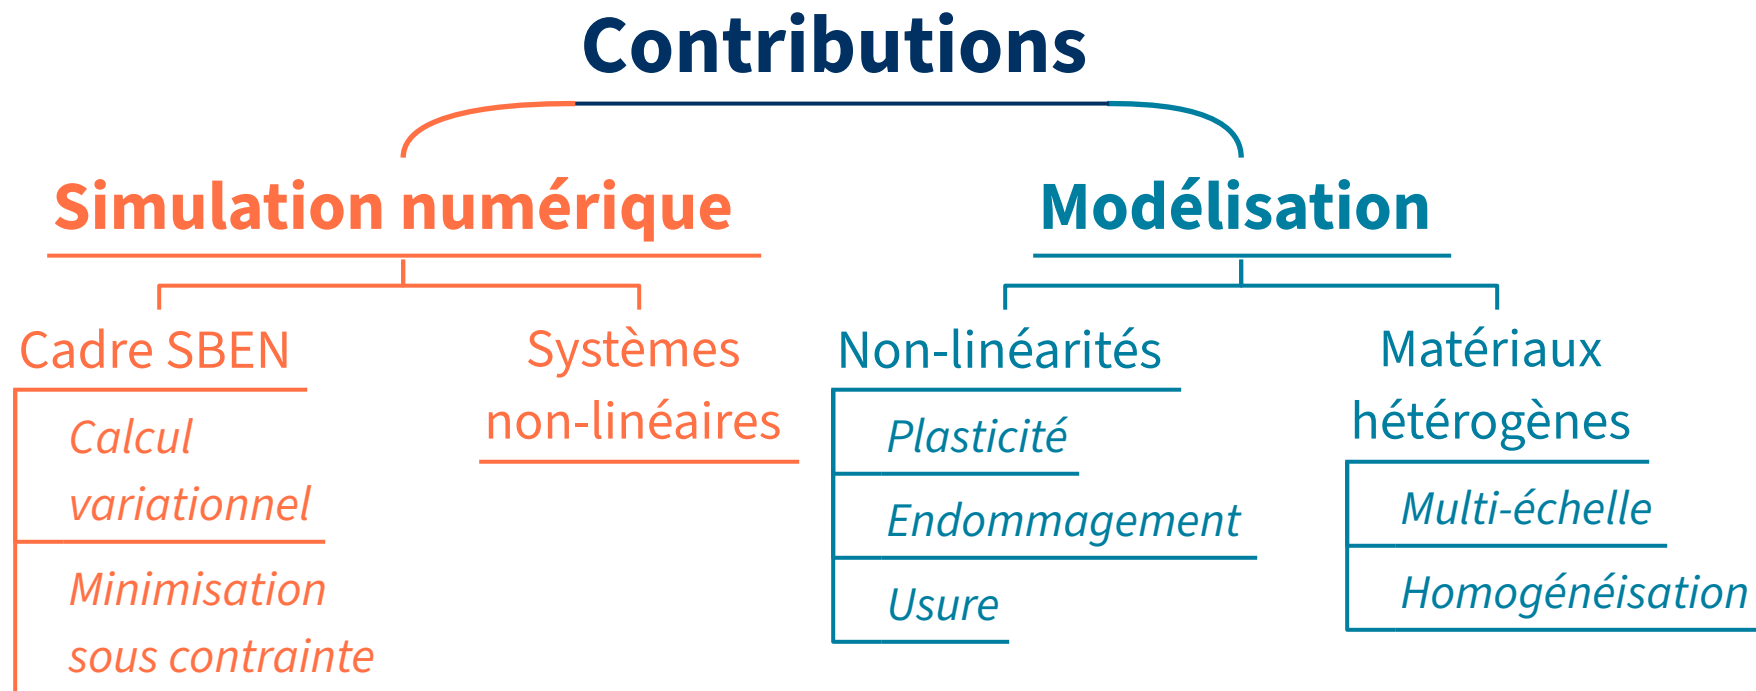 Contributions
Simulation numérique
Modélisation
Cadre SBEN
Calcul
variationnel
Minimisation
sous contrainte
Systèmes
non-linéaires
Non-linéarités
Plasticité
Endommagement
Usure
Matériaux
hétérogènes
Multi-échelle
Homogénéisation